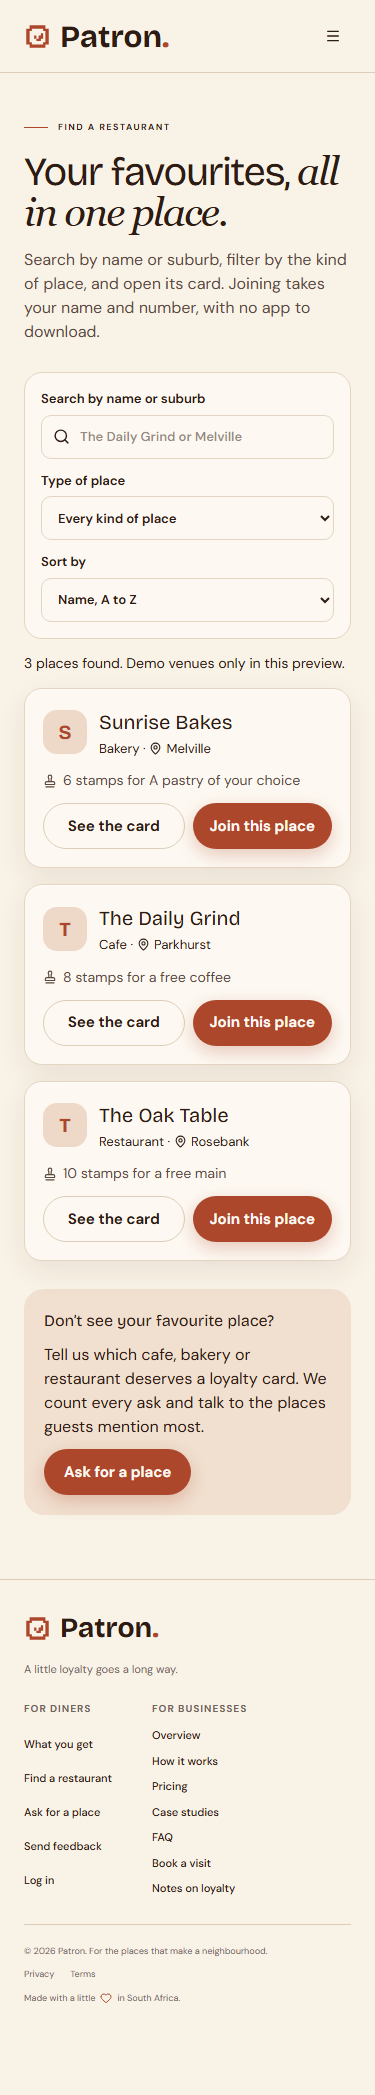 Patron.
FIND A RESTAURANT
Your favourites, all
in one place.
Search by name or suburb, filter by the kind
of place, and open its card. Joining takes
your name and number, with no app to
download.
Search by name or suburb
The Daily Grind or Melville
Type of place
Every kind of place
Sort by
Name, A to Z
3 places found. Demo venues only in this preview.
S
Sunrise Bakes
Bakery · Melville
6 stamps for A pastry of your choice
See the card
Join this place
T
The Daily Grind
Cafe · Parkhurst
8 stamps for a free coffee
See the card
Join this place
T
The Oak Table
Restaurant · Rosebank
10 stamps for a free main
See the card
Join this place
Don't see your favourite place?
Tell us which cafe, bakery or
restaurant deserves a loyalty card. We
count every ask and talk to the places
guests mention most.
Ask for a place
Patron.
A little loyalty goes a long way.
FOR DINERS
What you get
Find a restaurant
Ask for a place
Send feedback
Log in
FOR BUSINESSES
Overview
How it works
Pricing
Case studies
FAQ
Book a visit
Notes on loyalty
© 2026 Patron. For the places that make a neighbourhood.
Privacy
Terms
Made with a little in South Africa.